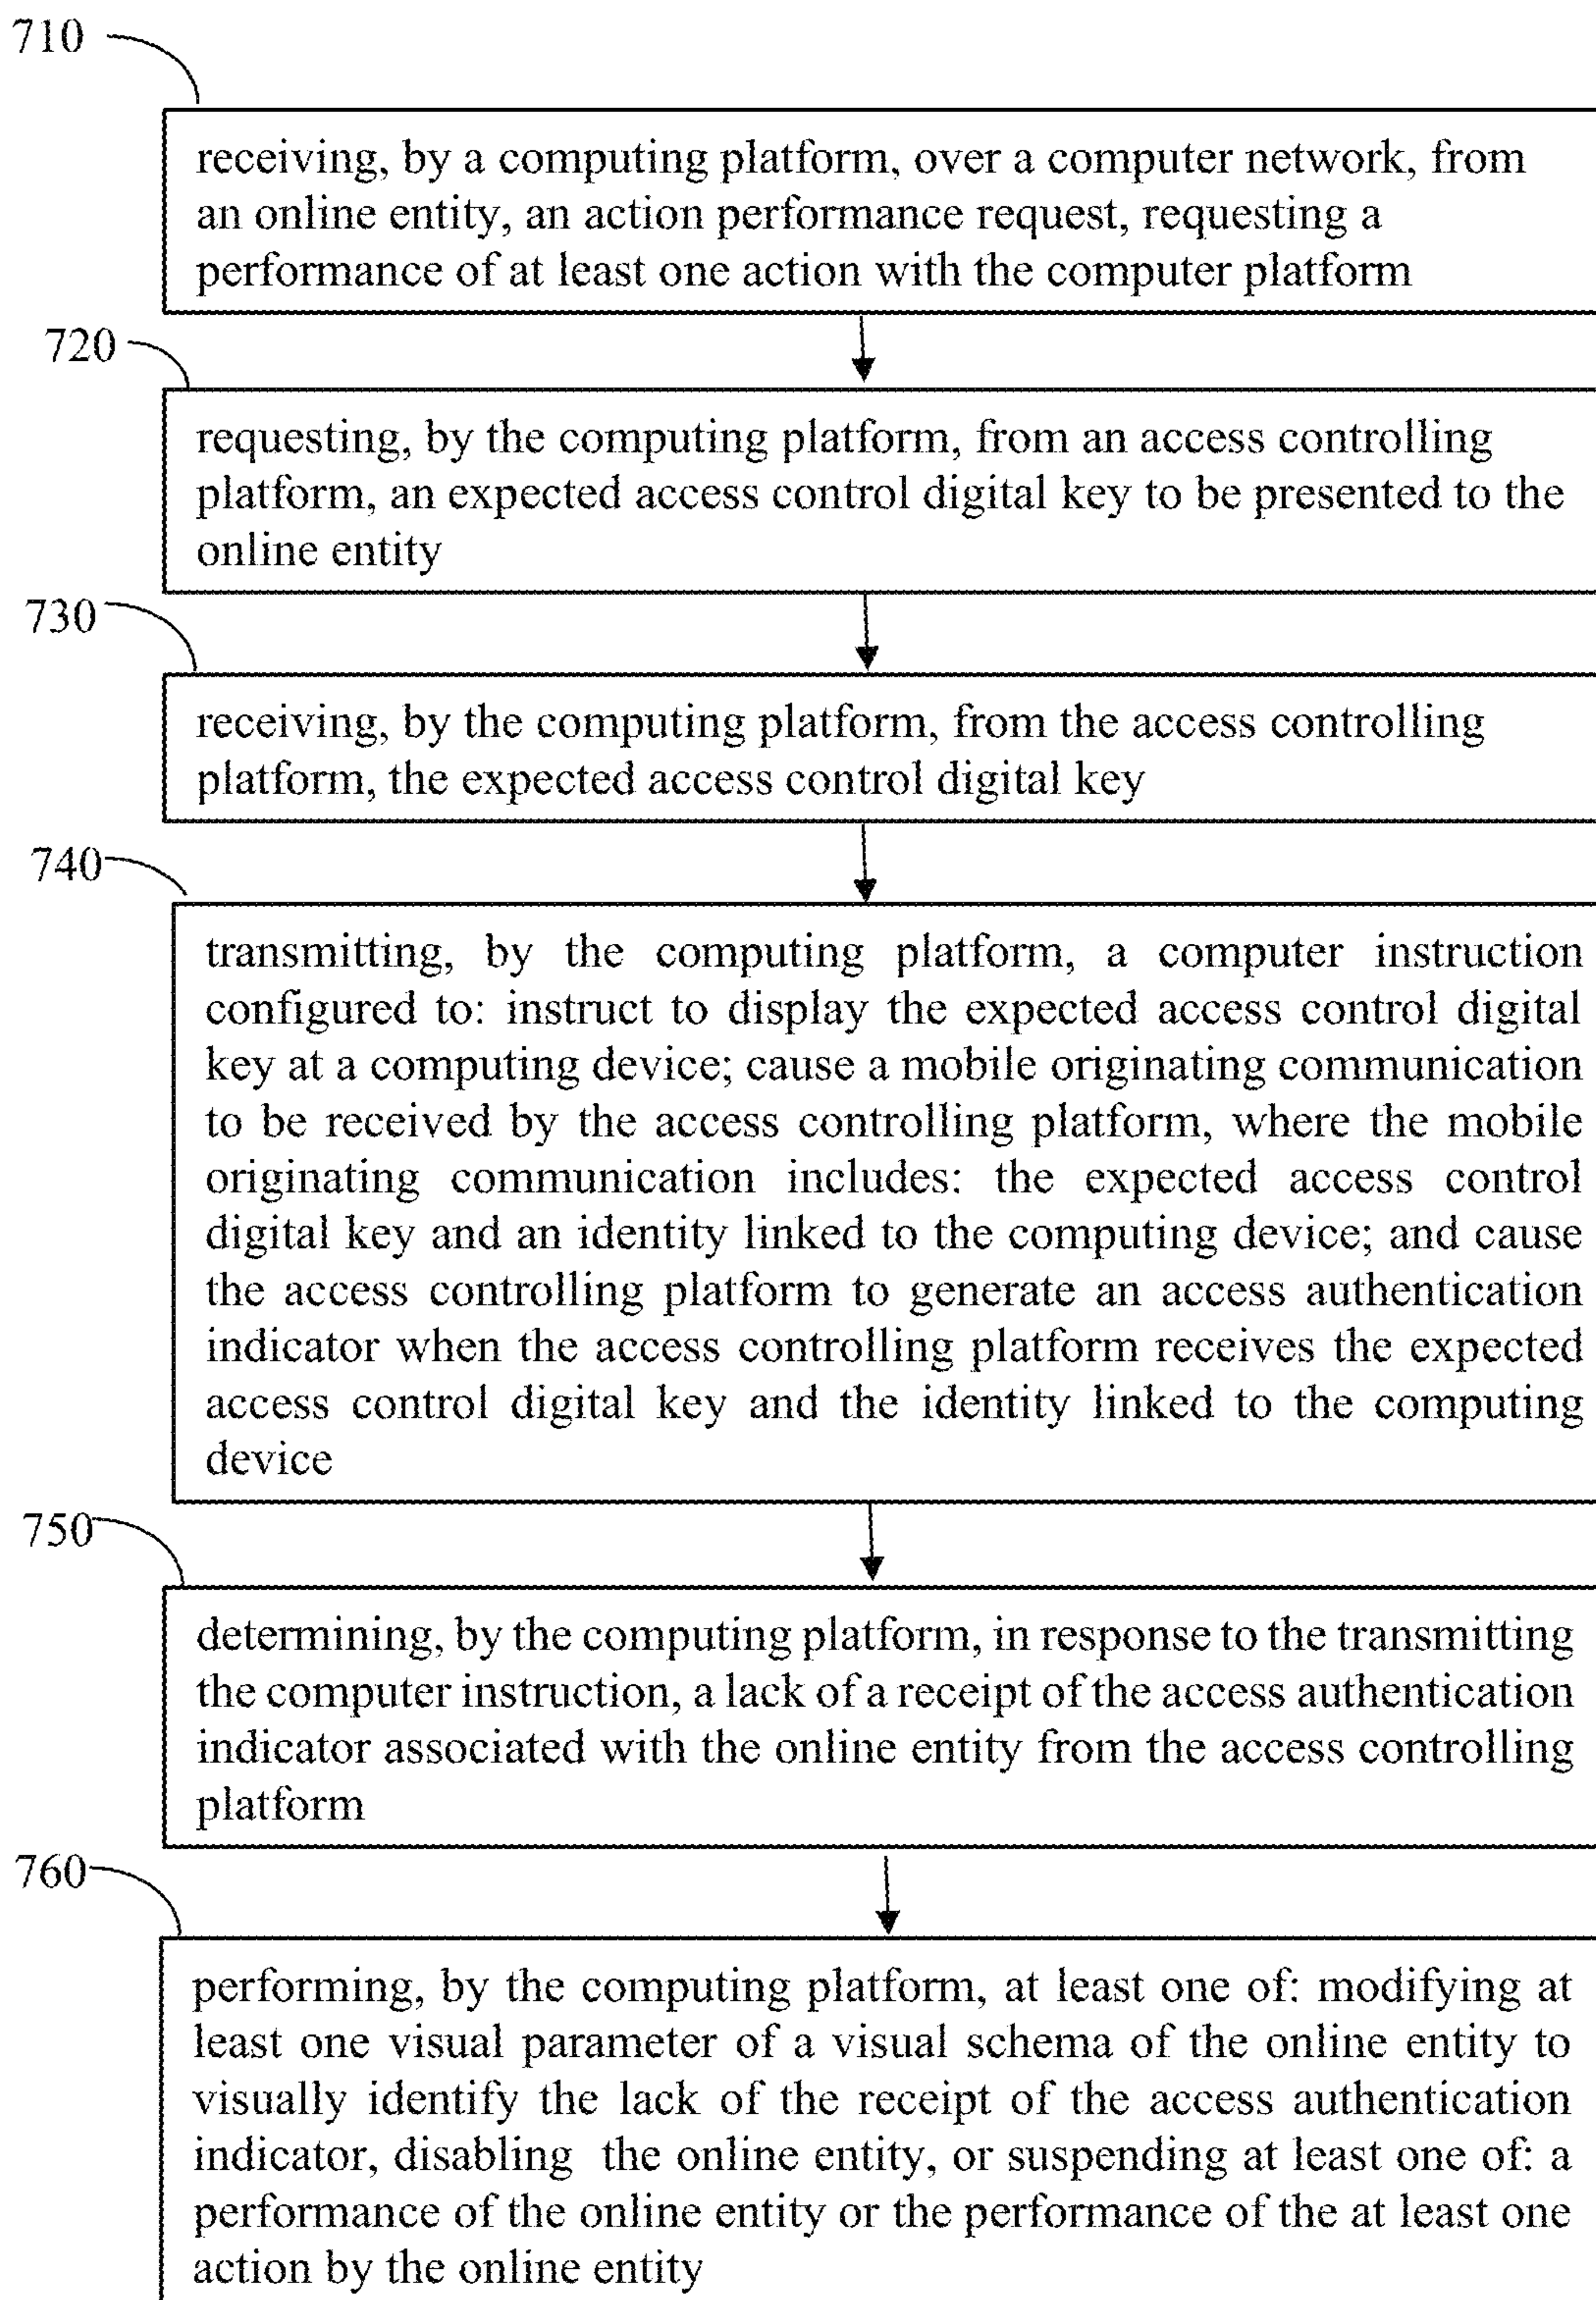 710
receiving, by a computing platform, over a computer network, from
an online entity, an action performance request, requesting a
performance of at least one action with the computer platform
720
requesting, by the computing platform, from an access controlling
platform, an expected access control digital key to be presented to the
online entity
730
receiving, by the computing platform, from the access controlling
platform, the expected access control digital key
740
transmitting, by the computing platform, a computer instruction
configured to: instruct to display the expected access control digital
key at a computing device; cause a mobile originating communication
to be received by the access controlling platform, where the mobile
originating communication includes: the expected access control
digital key and an identity linked to the computing device; and cause
the access controlling platform to generate an access authentication
indicator when the access controlling platform receives the expected
access control digital key and the identity linked to the computing
device
750
determining, by the computing platform, in response to the transmitting
the computer instruction, a lack of a receipt of the access authentication
indicator associated with the online entity from the access controlling
platform
760
performing, by the computing platform, at least one of: modifying at
least one visual parameter of a visual schema of the online entity to
visually identify the lack of the receipt of the access authentication
indicator, disabling the online entity, or suspending at least one of: a
performance of the online entity or the performance of the at least one
action by the online entity